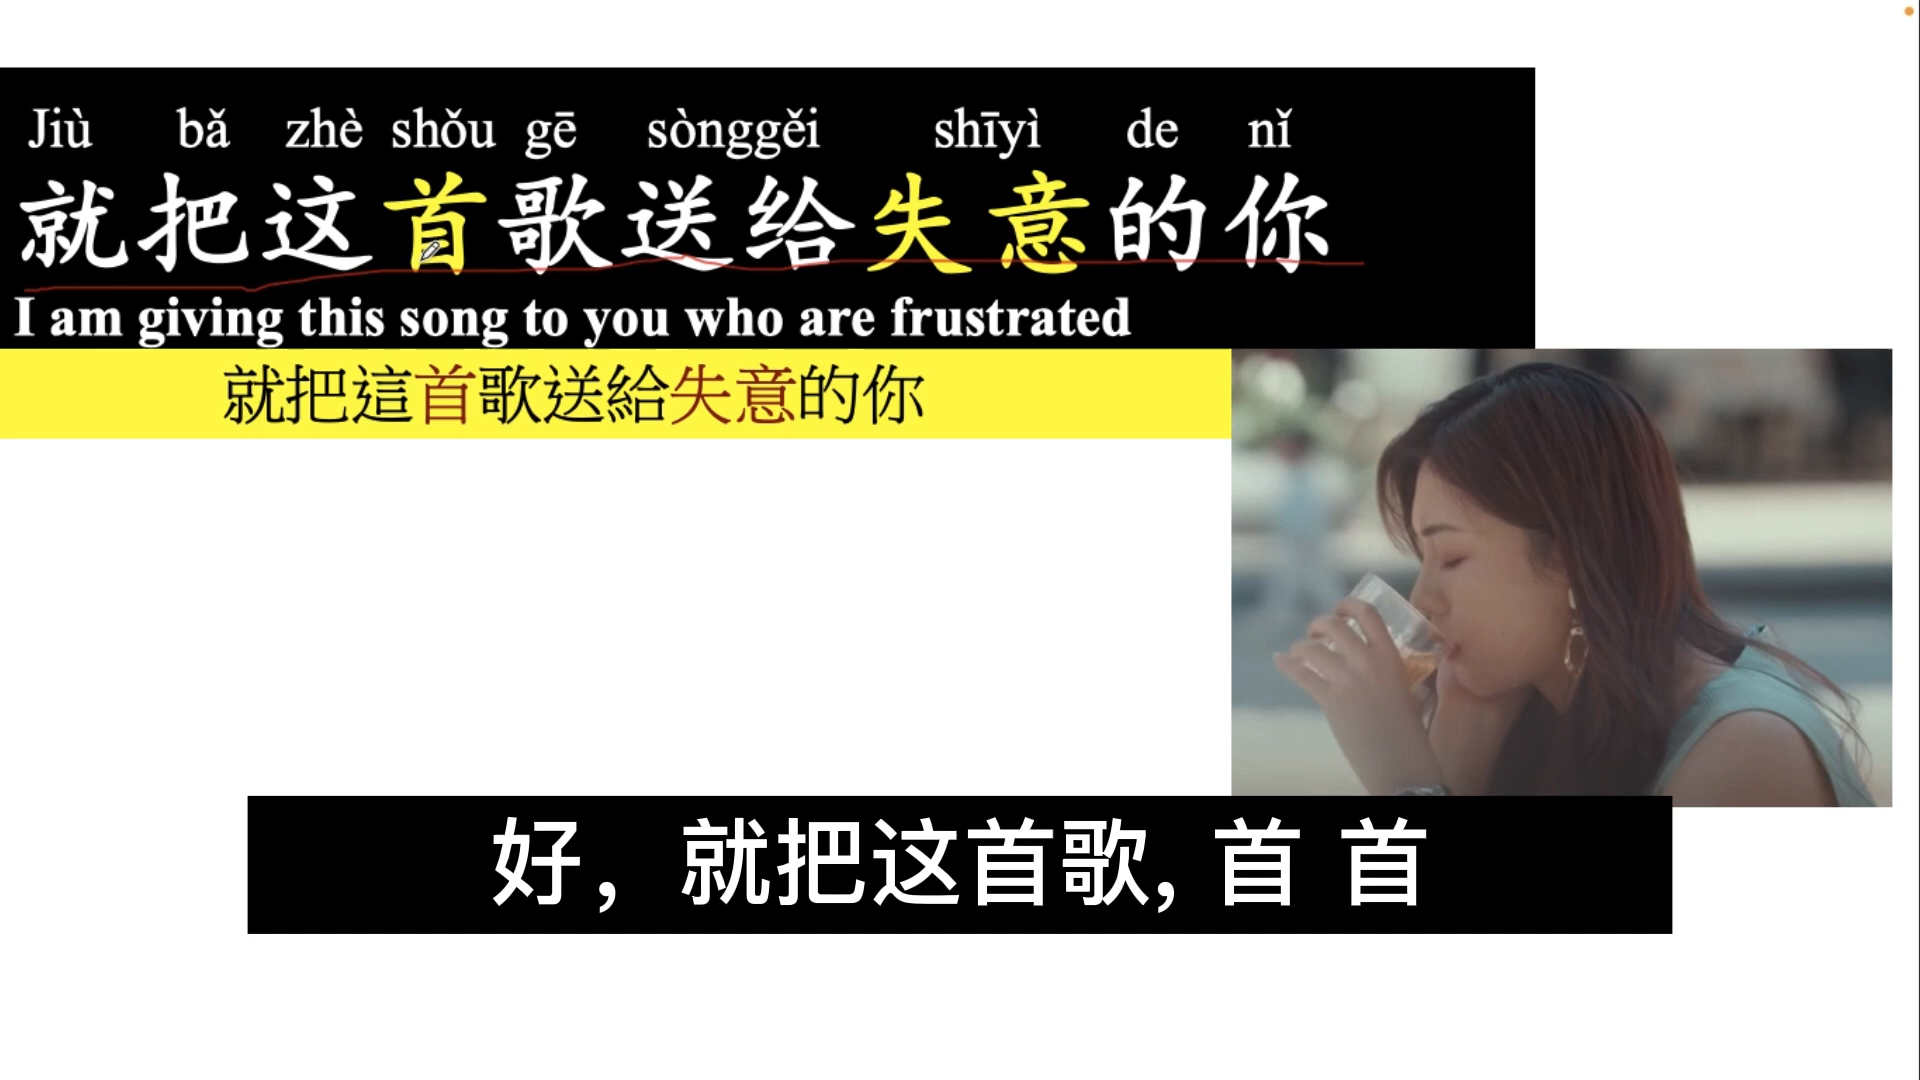 Jiù bǎ zhè shǒu gē sònggěi shīyì de nǐ
就把这首歌送给失意的你
I am giving this song to you who are frustrated
就把這首歌送給失意的你
好，就把这首歌, 首 首